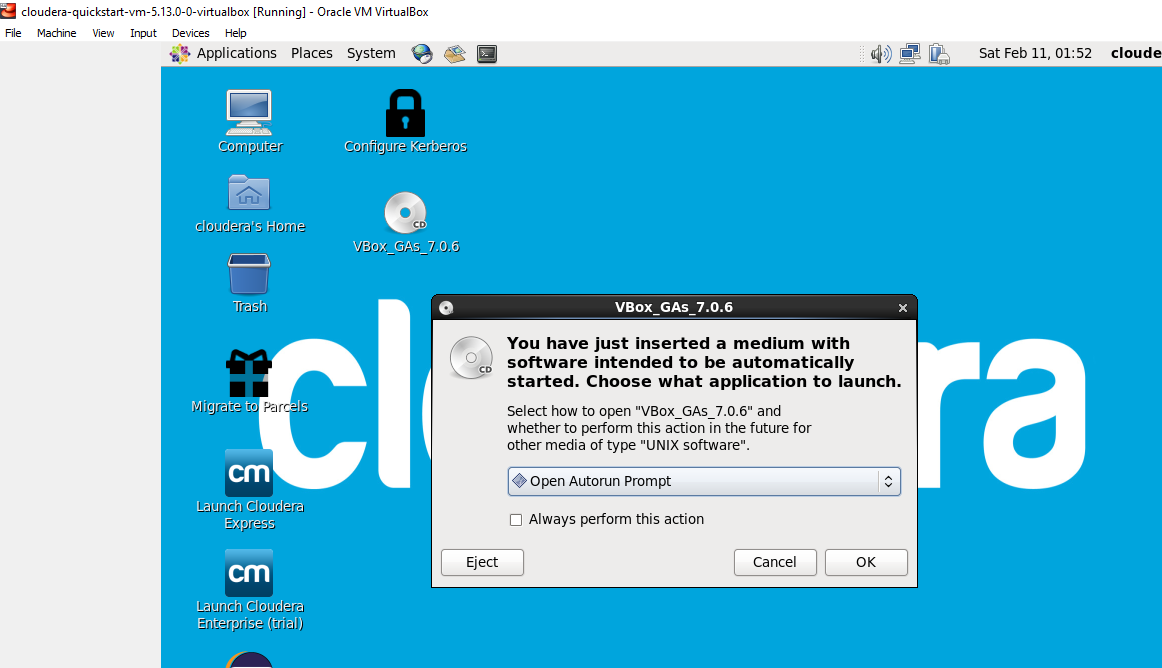 cloudera-quickstart-vm-5.13.0-0-virtualbox [Running] - Oracle VM VirtualBox
File Machine View Input Devices Help
Applications Places System Sat Feb 11, 01:52 cloude
Computer
Configure Kerberos
cloudera's Home
CD
VBox_GAs_7.0.6
Trash
Migrate to Parcels
cm
Launch Cloudera
Express
cm
Launch Cloudera
Enterprise (trial)
VBox_GAs_7.0.6
CD
You have just inserted a medium with
software intended to be automatically
started. Choose what application to launch.
Select how to open "VBox_GAs_7.0.6" and
whether to perform this action in the future for
other media of type "UNIX software".
Open Autorun Prompt
Always perform this action
Eject Cancel OK